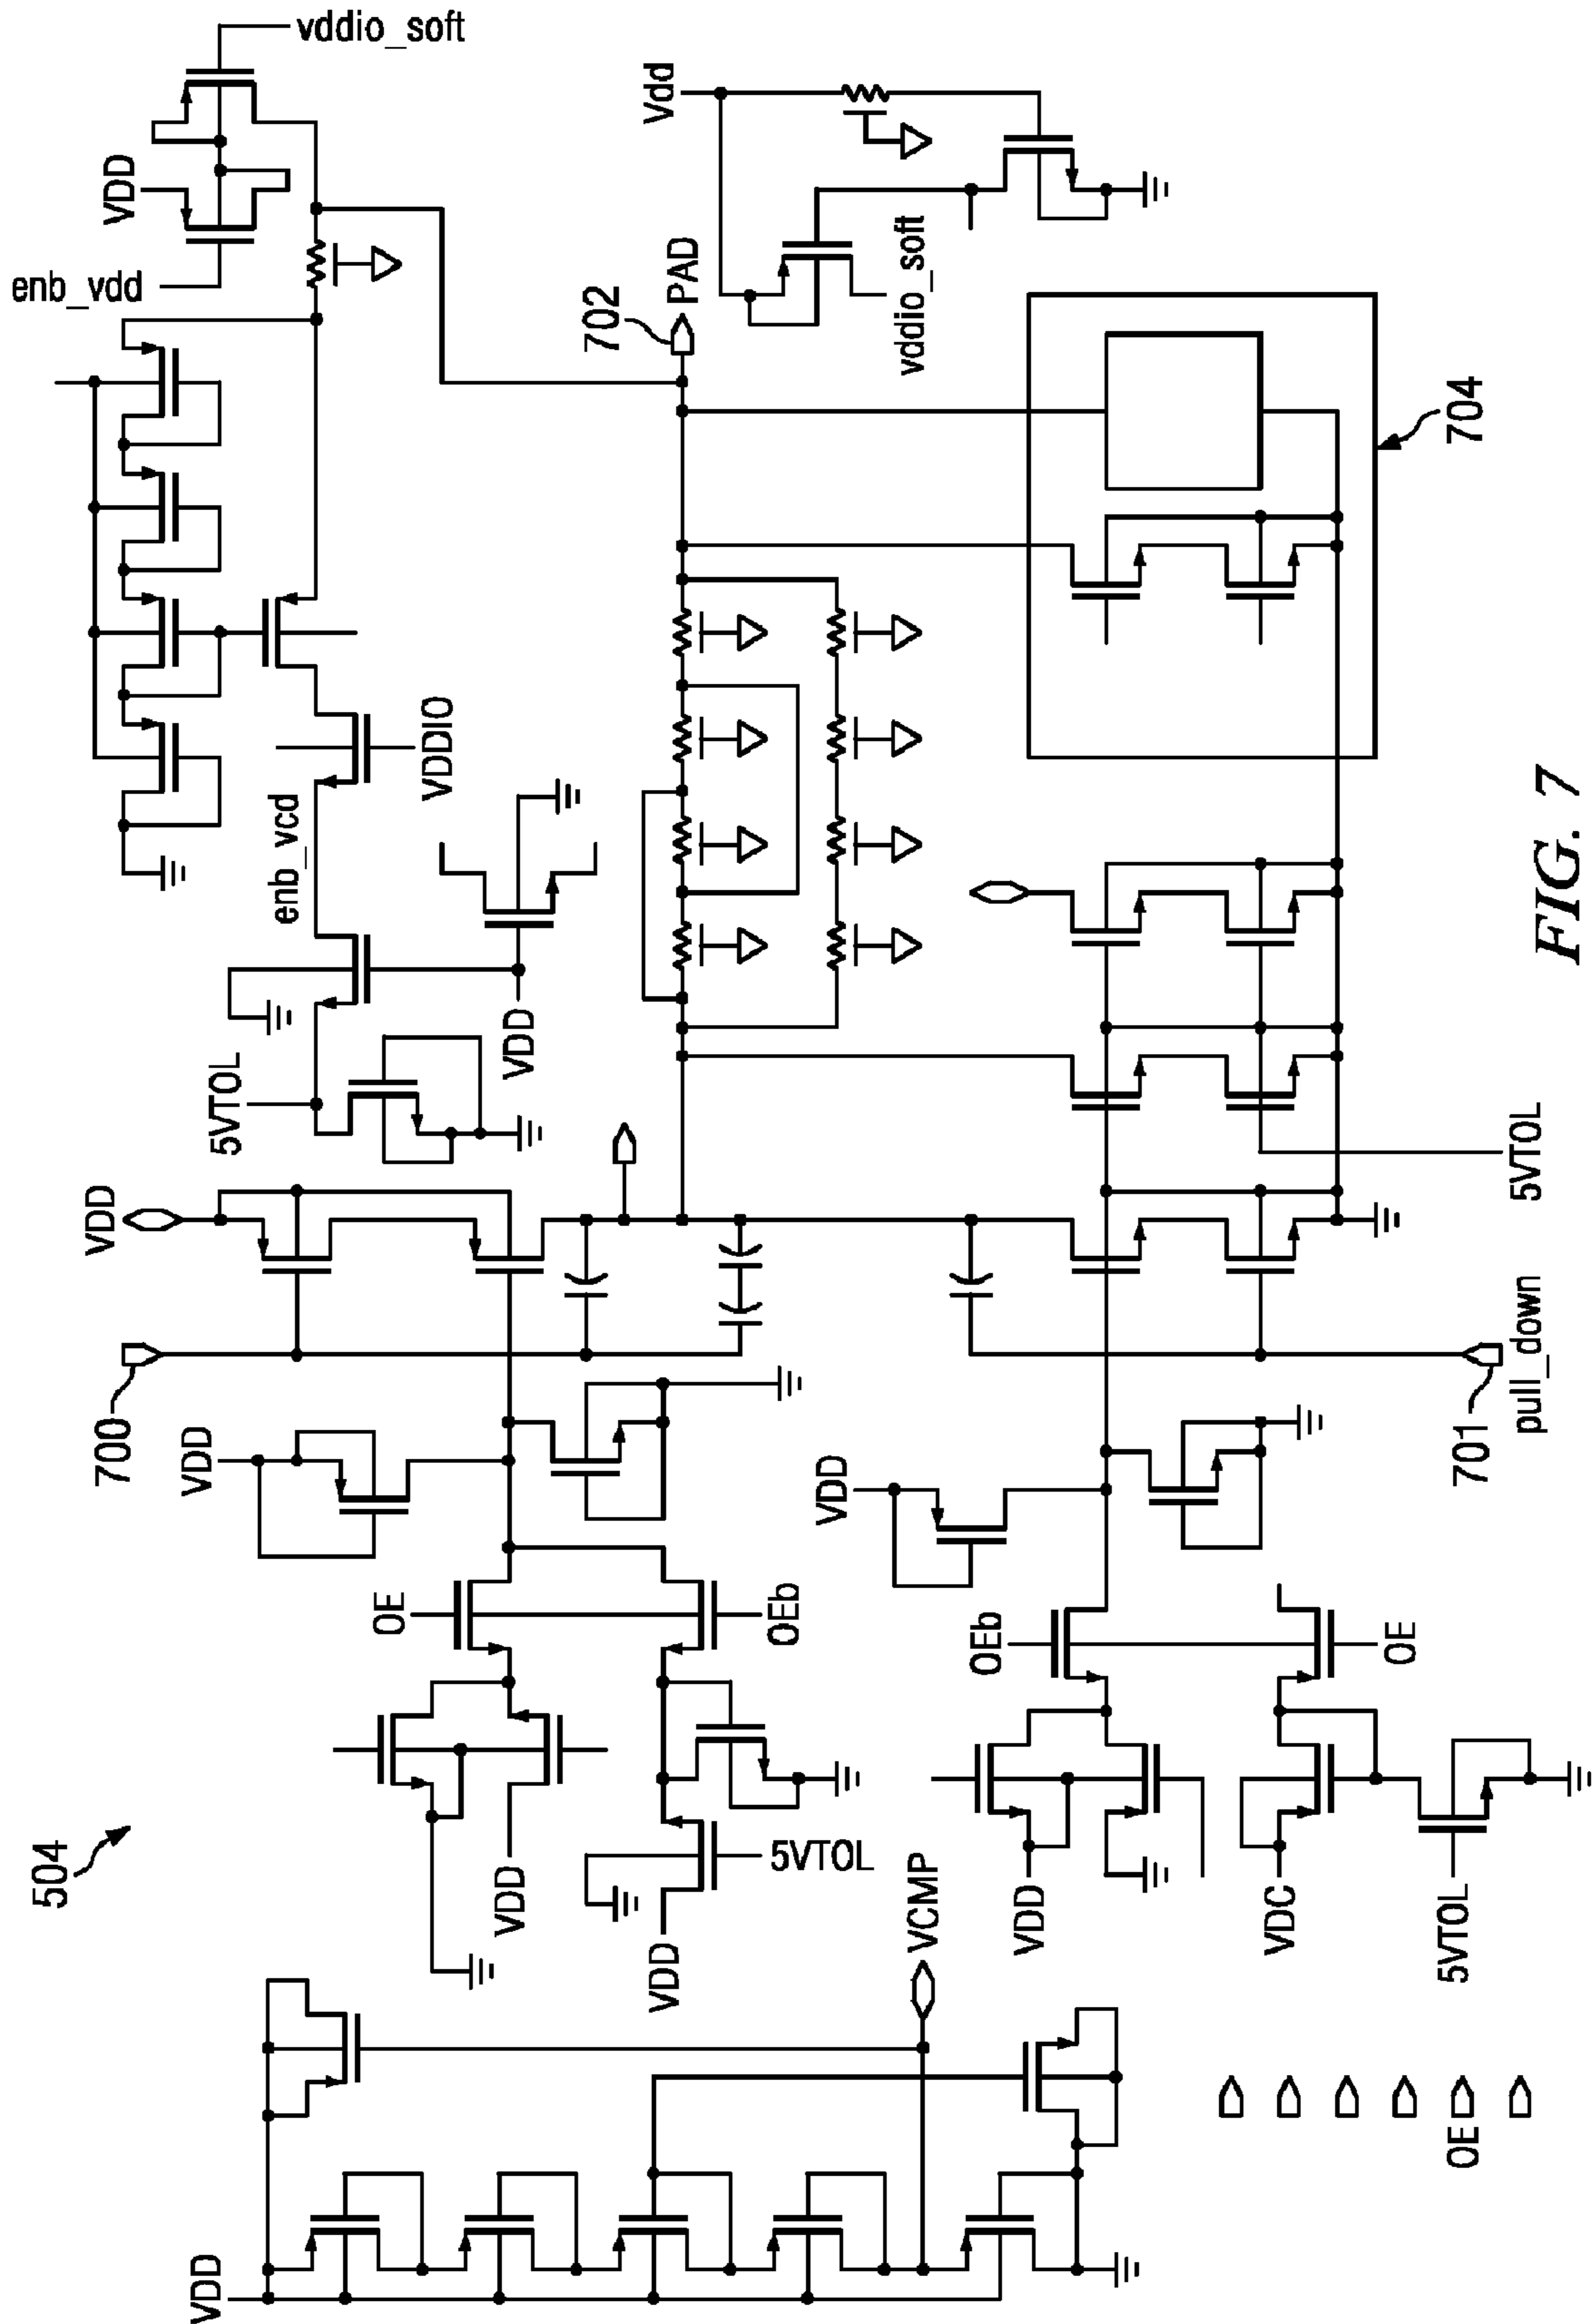 vddio_soft
VDD
enb_vdd
Vdd
702
PAD
vddio_soft
704
VDDIO
enb_vcd
VDD
5VTOL
VDD
5VTOL
700
701
pull_down
VDD
VDD
OE
OEb
OEb
OE
504
VDD
VDD
5VTOL
VCMP
VDD
VDC
5VTOL
VDD
OE
FIG. 7